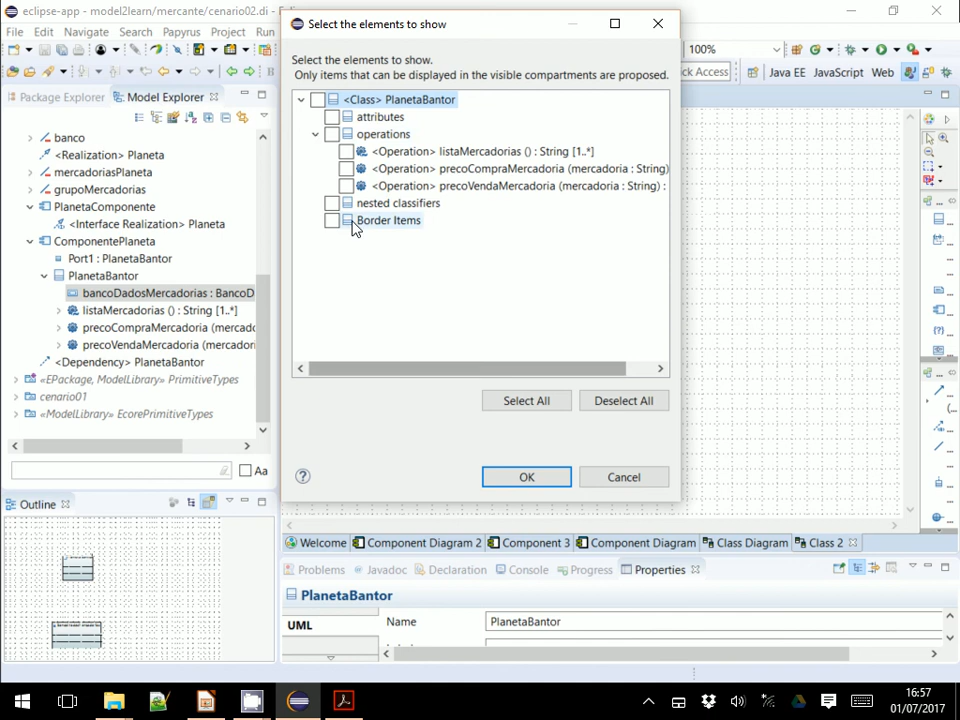 eclipse-app - model2learn/mercante/cenario02.di - Ec
File Edit Navigate Search Papyrus Project Run
100%
ck Access
Java EE JavaScript Web
Package Explorer Model Explorer
banco
<Realization> Planeta
mercadoriasPlaneta
grupoMercadorias
PlanetaComponente
<Interface Realization> Planeta
ComponentePlaneta
Port1 : PlanetaBantor
PlanetaBantor
bancoDadosMercadorias : BancoD
listaMercadorias () : String [1..*]
precoCompraMercadoria (mercado
precoVendaMercadoria (mercador
<Dependency> PlanetaBantor
«EPackage, ModelLibrary» PrimitiveTypes
cenario01
«ModelLibrary» EcorePrimitiveTypes
Aa
Outline
Select the elements to show
Select the elements to show.
Only items that can be displayed in the visible compartments are proposed.
<Class> PlanetaBantor
attributes
operations
<Operation> listaMercadorias () : String [1..*]
<Operation> precoCompraMercadoria (mercadoria : String)
<Operation> precoVendaMercadoria (mercadoria : String) :
nested classifiers
Border Items
Select All Deselect All
OK Cancel
Welcome Component Diagram 2 Component 3 Component Diagram Class Diagram Class 2
Problems Javadoc Declaration Console Progress Properties
PlanetaBantor
UML
Name PlanetaBantor
16:57
01/07/2017